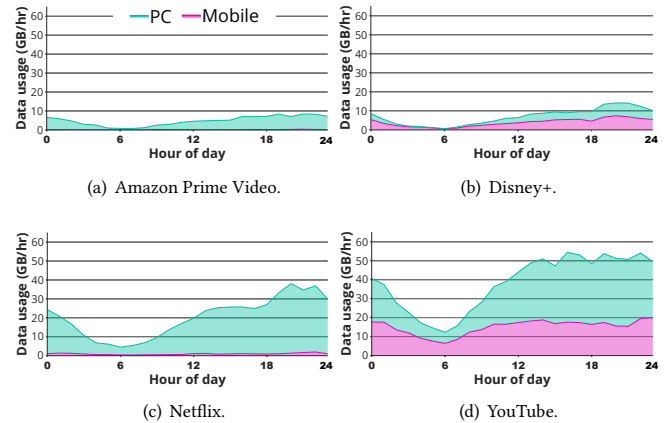 PC Mobile
Data usage (GB/hr)
60
50
40
30
20
10
0
0 6 12 18 24
Hour of day
(a) Amazon Prime Video.
Data usage (GB/hr)
60
50
40
30
20
10
0
0 6 12 18 24
Hour of day
(b) Disney+.
Data usage (GB/hr)
60
50
40
30
20
10
0
0 6 12 18 24
Hour of day
(c) Netflix.
Data usage (GB/hr)
60
50
40
30
20
10
0
0 6 12 18 24
Hour of day
(d) YouTube.